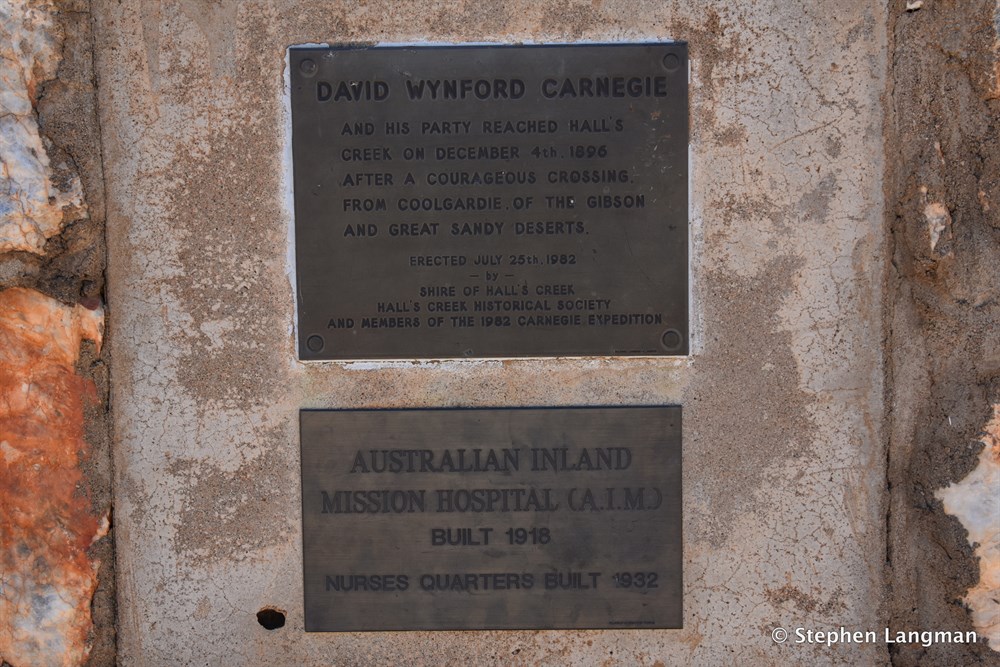 DAVID WYNFORD CARNEGIE
AND HIS PARTY REACHED HALL'S
CREEK ON DECEMBER 4th. 1896
AFTER A COURAGEOUS CROSSING,
FROM COOLGARDIE, OF THE GIBSON
AND GREAT SANDY DESERTS.
ERECTED JULY 25th. 1982
- by -
SHIRE OF HALL'S CREEK
HALL'S CREEK HISTORICAL SOCIETY
AND MEMBERS OF THE 1982 CARNEGIE EXPEDITION
AUSTRALIAN INLAND
MISSION HOSPITAL (A.I.M.)
BUILT 1918
NURSES QUARTERS BUILT 1932
© Stephen Langman